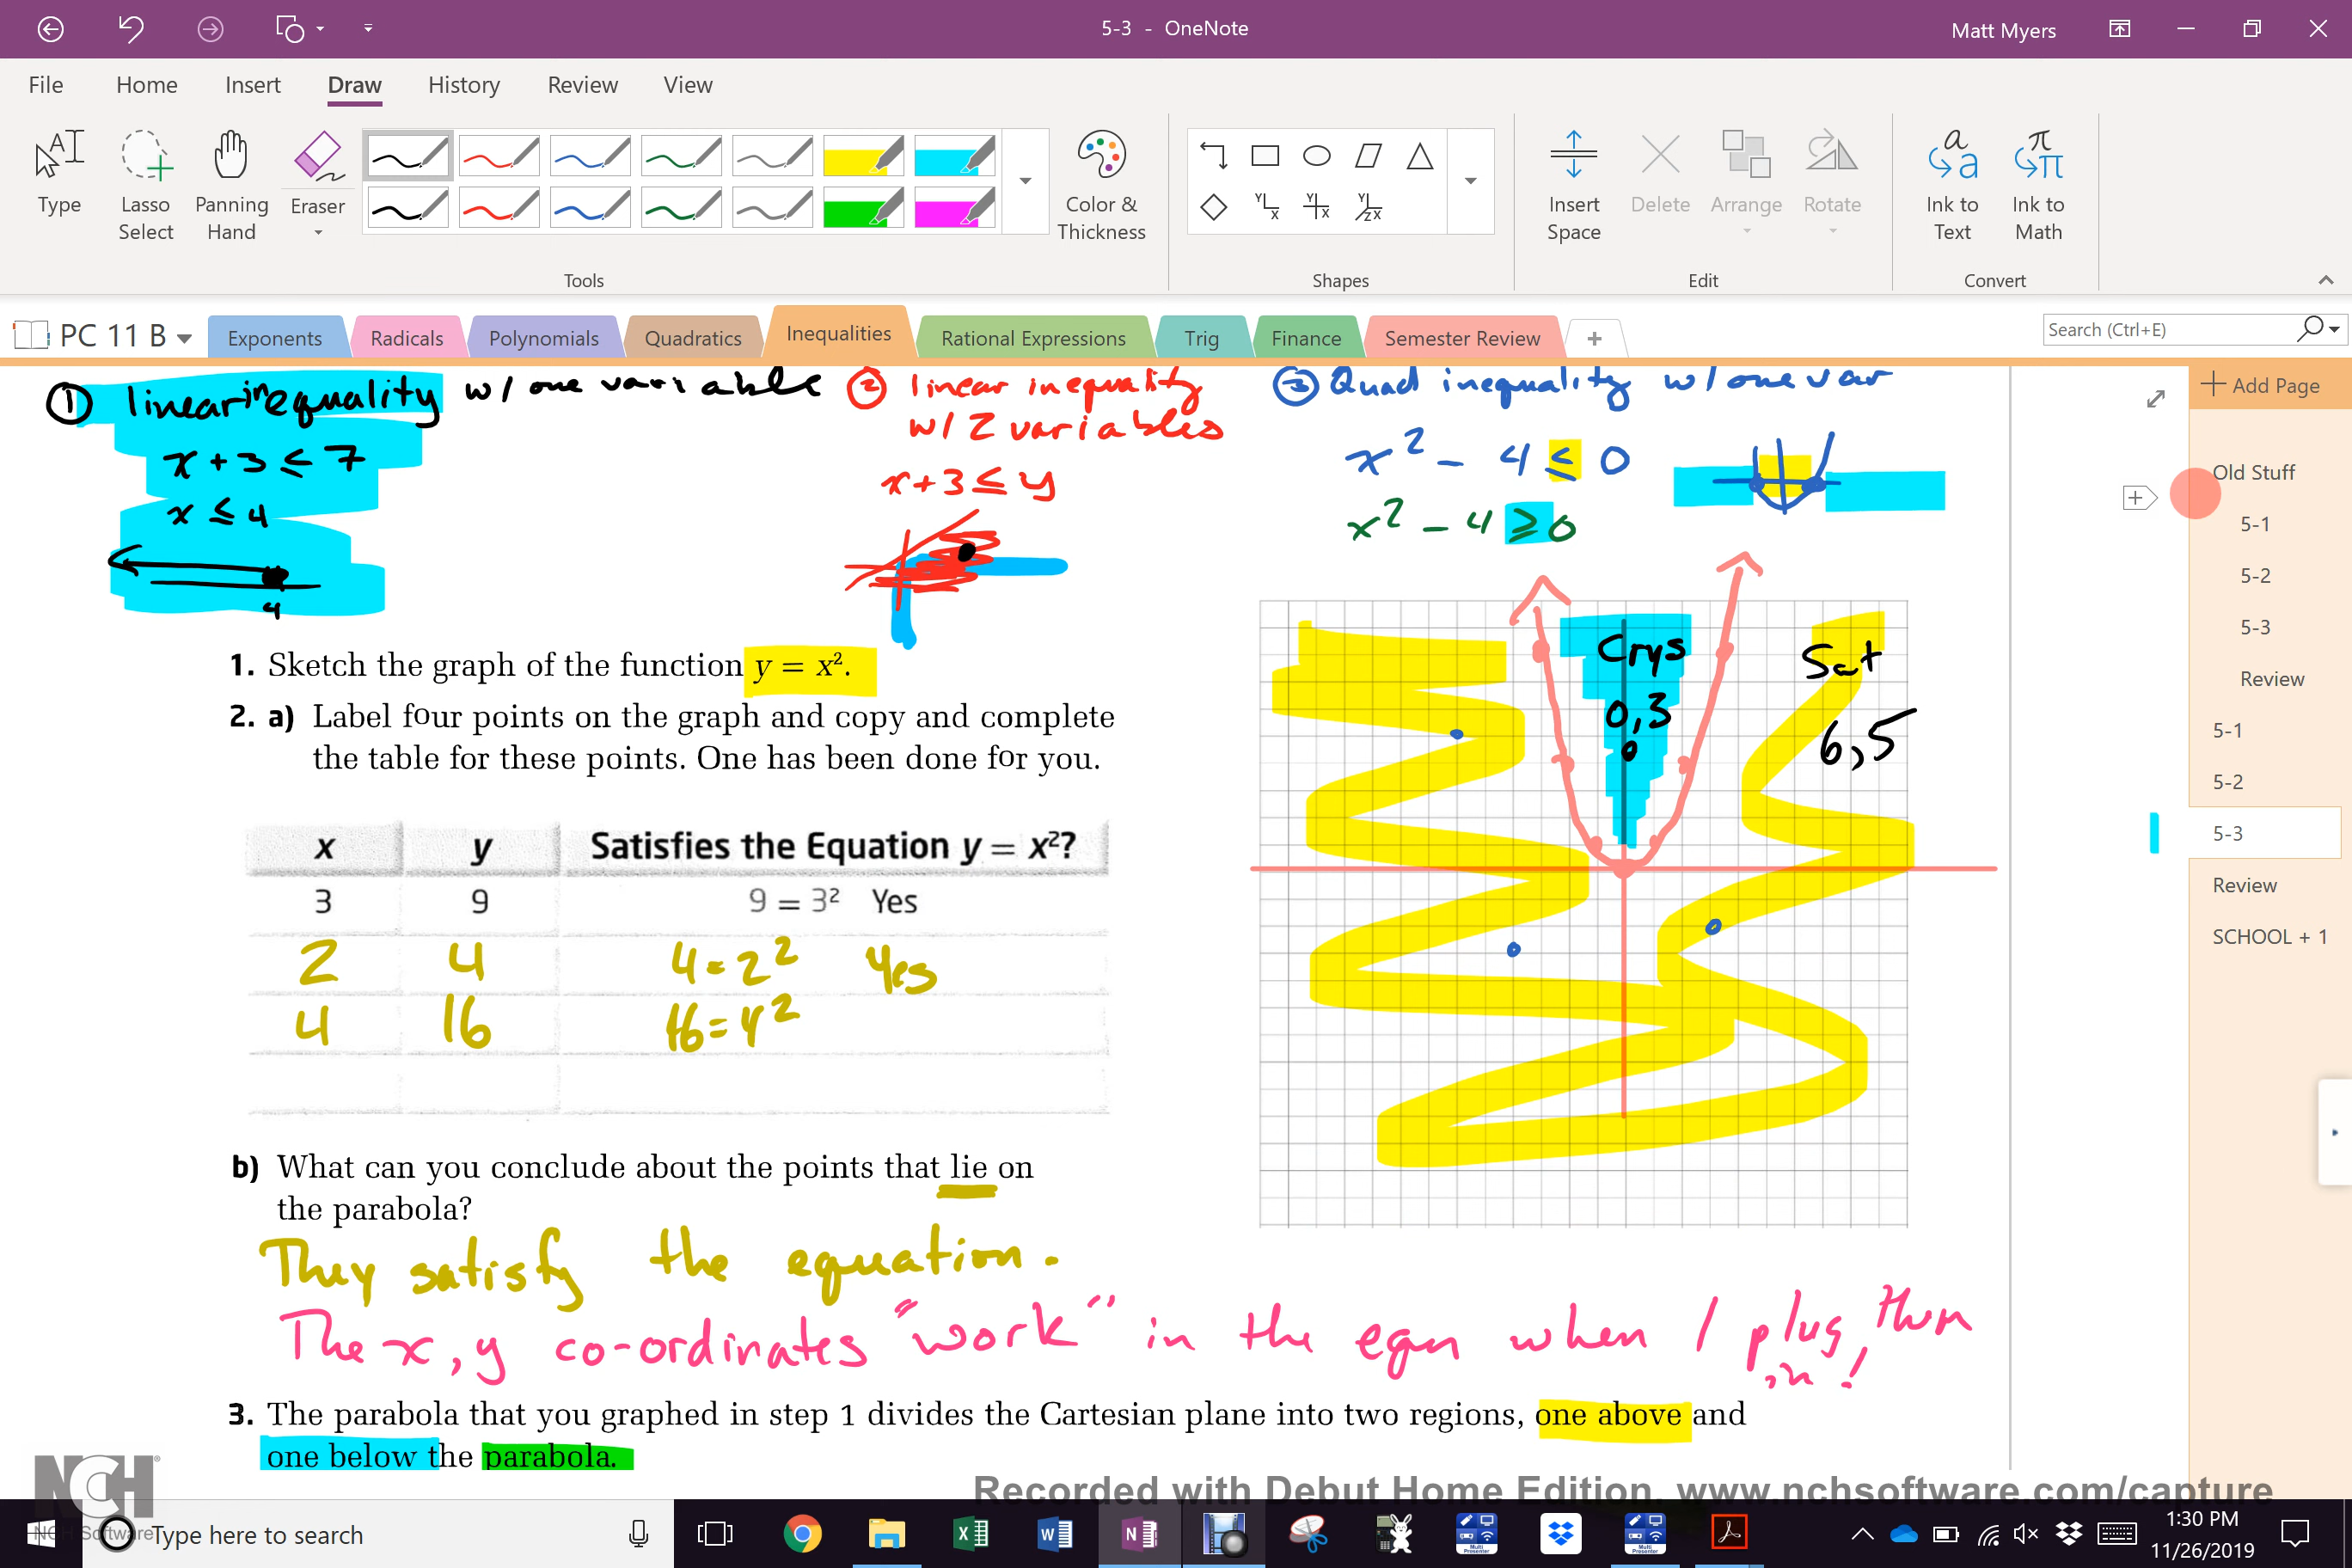 5-3 - OneNote
Matt Myers
File Home Insert Draw History Review View
Type
Lasso Select
Panning Hand
Eraser
Color & Thickness
Insert Space
Delete
Arrange
Rotate
Ink to Text
Ink to Math
Tools
Shapes
Edit
Convert
PC 11 B
Exponents
Radicals
Polynomials
Quadratics
Inequalities
Rational Expressions
Trig
Finance
Semester Review
Search (Ctrl+E)
① linear inequality w/ one variable
x + 3 ≤ 7
x ≤ 4
4
② linear inequality
w/ 2 variables
x + 3 ≤ y
③ Quad inequality w/ one var
x² - 4 ≤ 0
x² - 4 ≥ 0
1. Sketch the graph of the function y = x².
2. a) Label four points on the graph and copy and complete
the table for these points. One has been done for you.
x y Satisfies the Equation y = x²?
3 9 9 = 3² Yes
2 4 4 = 2² Yes
4 16 16 = 4²
Crys
0,3
Sat
6,5
b) What can you conclude about the points that lie on
the parabola?
They satisfy the equation.
The x, y co-ordinates "work" in the eqn when I plug them
in!
3. The parabola that you graphed in step 1 divides the Cartesian plane into two regions, one above and
one below the parabola.
Add Page
Old Stuff
5-1
5-2
5-3
Review
5-1
5-2
5-3
Review
SCHOOL + 1
NCH
NCH Software
Recorded with Debut Home Edition. www.nchsoftware.com/capture
Type here to search
1:30 PM
11/26/2019